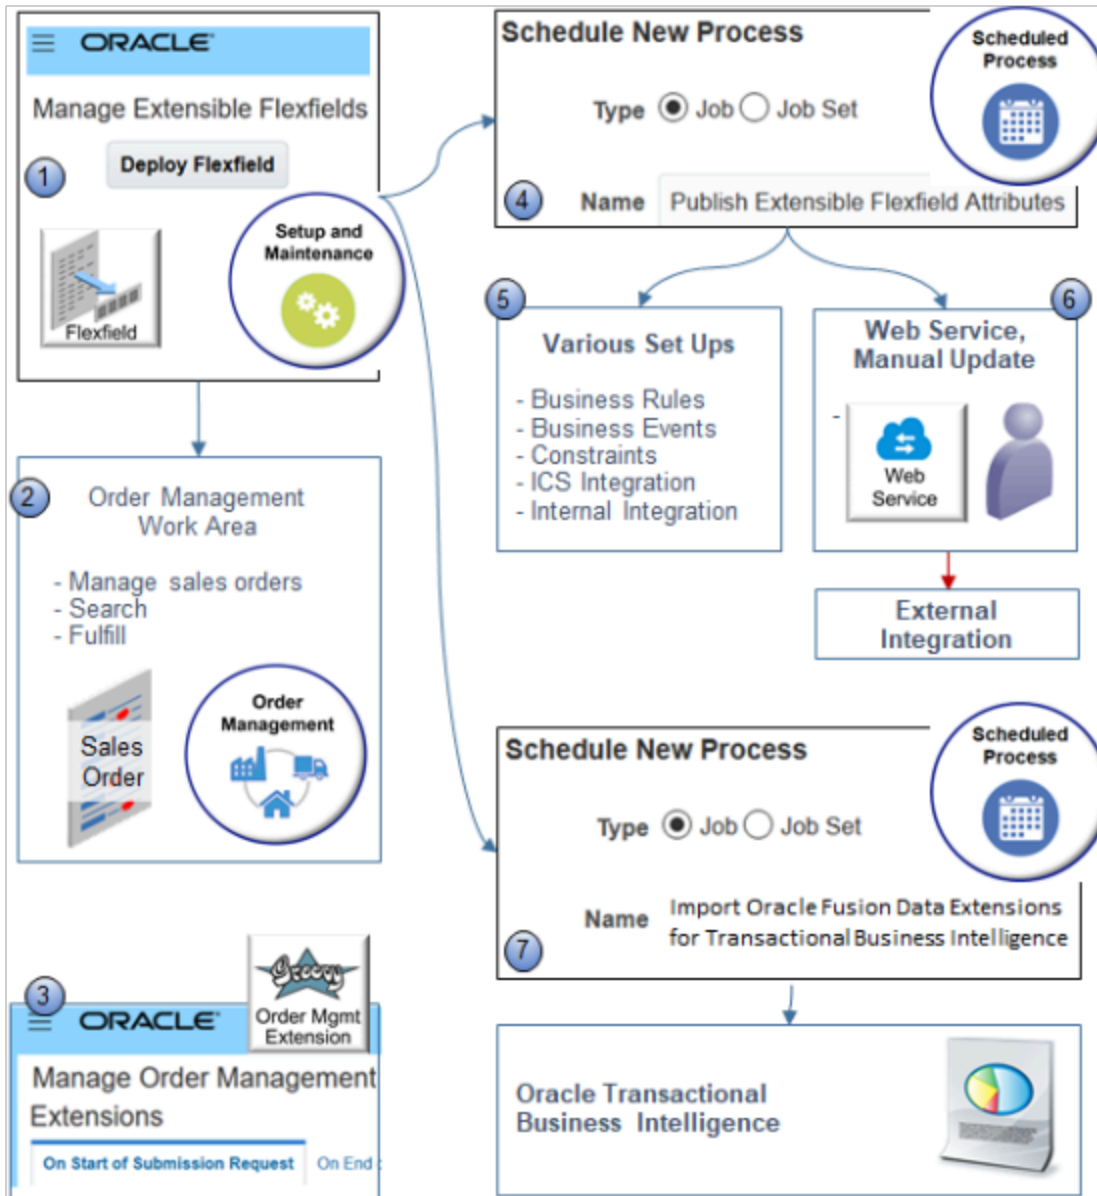 ORACLE
Manage Extensible Flexfields
Deploy Flexfield
1
Flexfield
Setup and
Maintenance
2
Order Management
Work Area
- Manage sales orders
- Search
- Fulfill
Sales
Order
Order
Management
3
ORACLE
Groovy
Order Mgmt
Extension
Manage Order Management
Extensions
On Start of Submission Request On End
Schedule New Process
Scheduled
Process
Type Job Job Set
4
Name Publish Extensible Flexfield Attributes
5
Various Set Ups
- Business Rules
- Business Events
- Constraints
- ICS Integration
- Internal Integration
6
Web Service,
Manual Update
-
Web
Service
External
Integration
Schedule New Process
Scheduled
Process
Type Job Job Set
Name Import Oracle Fusion Data Extensions
for Transactional Business Intelligence
7
Oracle Transactional
Business Intelligence